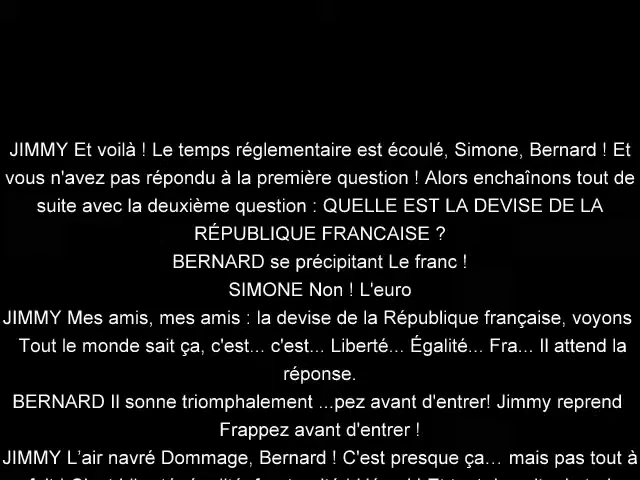 JIMMY Et voilà ! Le temps réglementaire est écoulé, Simone, Bernard ! Et
vous n'avez pas répondu à la première question ! Alors enchaînons tout de
suite avec la deuxième question : QUELLE EST LA DEVISE DE LA
RÉPUBLIQUE FRANCAISE ?
BERNARD se précipitant Le franc !
SIMONE Non ! L'euro
JIMMY Mes amis, mes amis : la devise de la République française, voyons
Tout le monde sait ça, c'est... c'est... Liberté... Égalité... Fra... Il attend la
réponse.
BERNARD Il sonne triomphalement ...pez avant d'entrer! Jimmy reprend
Frappez avant d'entrer !
JIMMY L’air navré Dommage, Bernard ! C'est presque ça… mais pas tout à